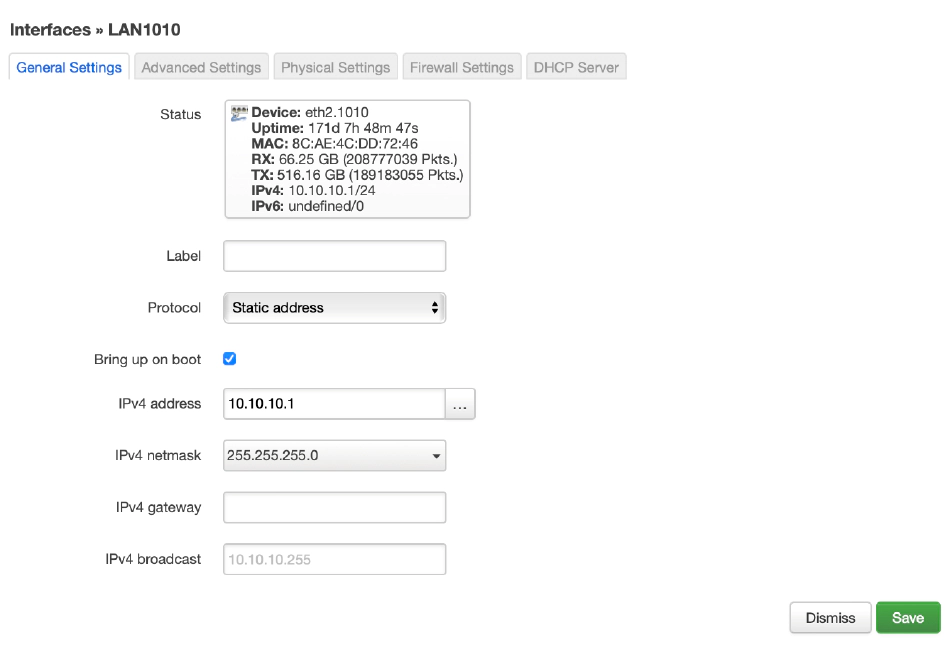 Interfaces » LAN1010
General Settings
Advanced Settings
Physical Settings
Firewall Settings
DHCP Server
Status
Device: eth2.1010
Uptime: 171d 7h 48m 47s
MAC: 8C:AE:4C:DD:72:46
RX: 66.25 GB (208777039 Pkts.)
TX: 516.16 GB (189183055 Pkts.)
IPv4: 10.10.10.1/24
IPv6: undefined/0
Label
Protocol
Static address
Bring up on boot
IPv4 address
10.10.10.1
...
IPv4 netmask
255.255.255.0
IPv4 gateway
IPv4 broadcast
10.10.10.255
Dismiss
Save